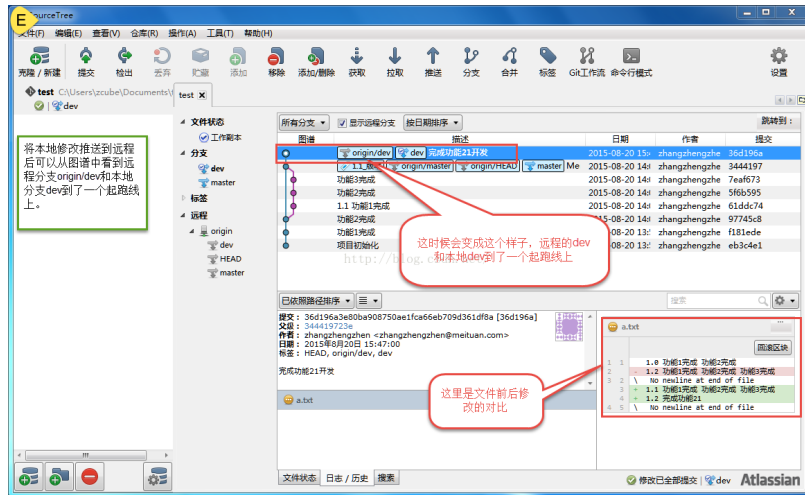 E
SourceTree
文件(F) 编辑(E) 查看(V) 仓库(R) 操作(A) 工具(T) 帮助(H)
克隆 / 新建 提交 检出 丢弃 贮藏 添加 移除 添加/删除 获取 拉取 推送 分支 合并 标签 Git工作流 命令行模式 设置
test C:\Users\zcube\Documents\
dev
test
将本地修改推送到远程
后可以从图谱中看到远
程分支origin/dev和本地
分支dev到了一个起跑线
上。
文件状态
工作副本
分支
dev
master
标签
远程
origin
dev
HEAD
master
所有分支 显示远程分支 按日期排序 跳转到：
图谱 描述 日期 作者 提交
origin/dev dev 完成功能21开发 2015-08-20 15: zhangzhengzhe 36d196a
1.1_版 origin/master origin/HEAD master Me 2015-08-20 14: zhangzhengzhe 3444197
功能3完成 2015-08-20 14: zhangzhengzhe 7eaf673
功能2完成 2015-08-20 14: zhangzhengzhe 5f6b595
1.1 功能1完成 2015-08-20 14: zhangzhengzhe 61ddc74
功能2完成 2015-08-20 14: zhangzhengzhe 97745c8
功能1完成 2015-08-20 13: zhangzhengzhe f181ede
项目初始化 2015-08-20 13: zhangzhengzhe eb3c4e1
这时候会变成这个样子，远程的dev
和本地dev到了一个起跑线上
http://blog.c
已依照路径排序 搜索
提交： 36d196a3e80ba908750ae1fca66eb709d361df8a [36d196a]
父级： 344419723e
作者： zhangzhengzhen <zhangzhengzhen@meituan.com>
日期： 2015年8月20日 15:47:00
标签： HEAD, origin/dev, dev
完成功能21开发
a.txt
这里是文件前后修
改的对比
a.txt
回滚区块
1 1 1.0 功能1完成 功能2完成
2 - 1.2 功能1完成 功能2完成 功能3完成
3 2 \ No newline at end of file
3 + 1.1 功能1完成 功能2完成 功能3完成
4 + 1.2 完成功能21
4 5 \ No newline at end of file
文件状态 日志 / 历史 搜索
修改已全部提交 dev Atlassian